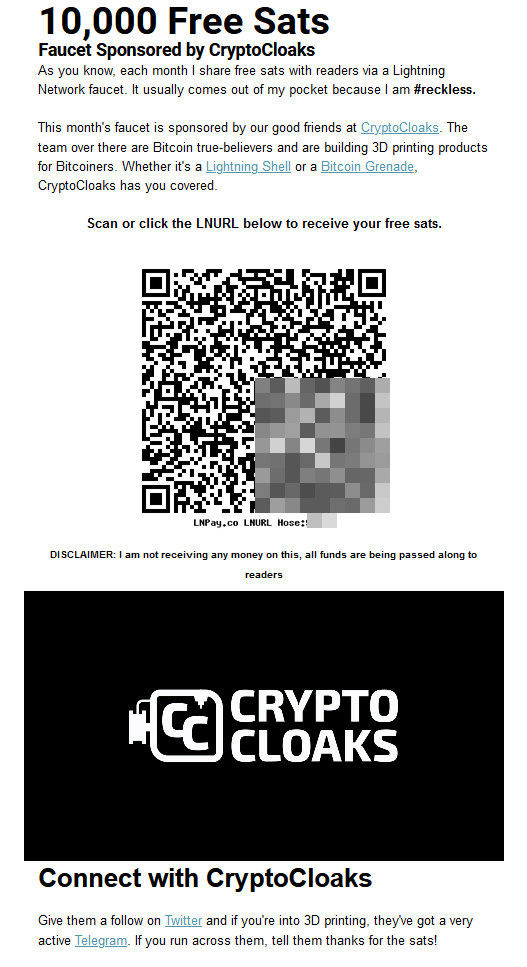 10,000 Free Sats
Faucet Sponsored by CryptoCloaks
As you know, each month I share free sats with readers via a Lightning
Network faucet. It usually comes out of my pocket because I am #reckless.
This month's faucet is sponsored by our good friends at CryptoCloaks. The
team over there are Bitcoin true-believers and are building 3D printing products
for Bitcoiners. Whether it's a Lightning Shell or a Bitcoin Grenade,
CryptoCloaks has you covered.
Scan or click the LNURL below to receive your free sats.
LNPay.co LNURL Hose:
DISCLAIMER: I am not receiving any money on this, all funds are being passed along to
readers
CC
CRYPTO
CLOAKS
Connect with CryptoCloaks
Give them a follow on Twitter and if you're into 3D printing, they've got a very
active Telegram. If you run across them, tell them thanks for the sats!